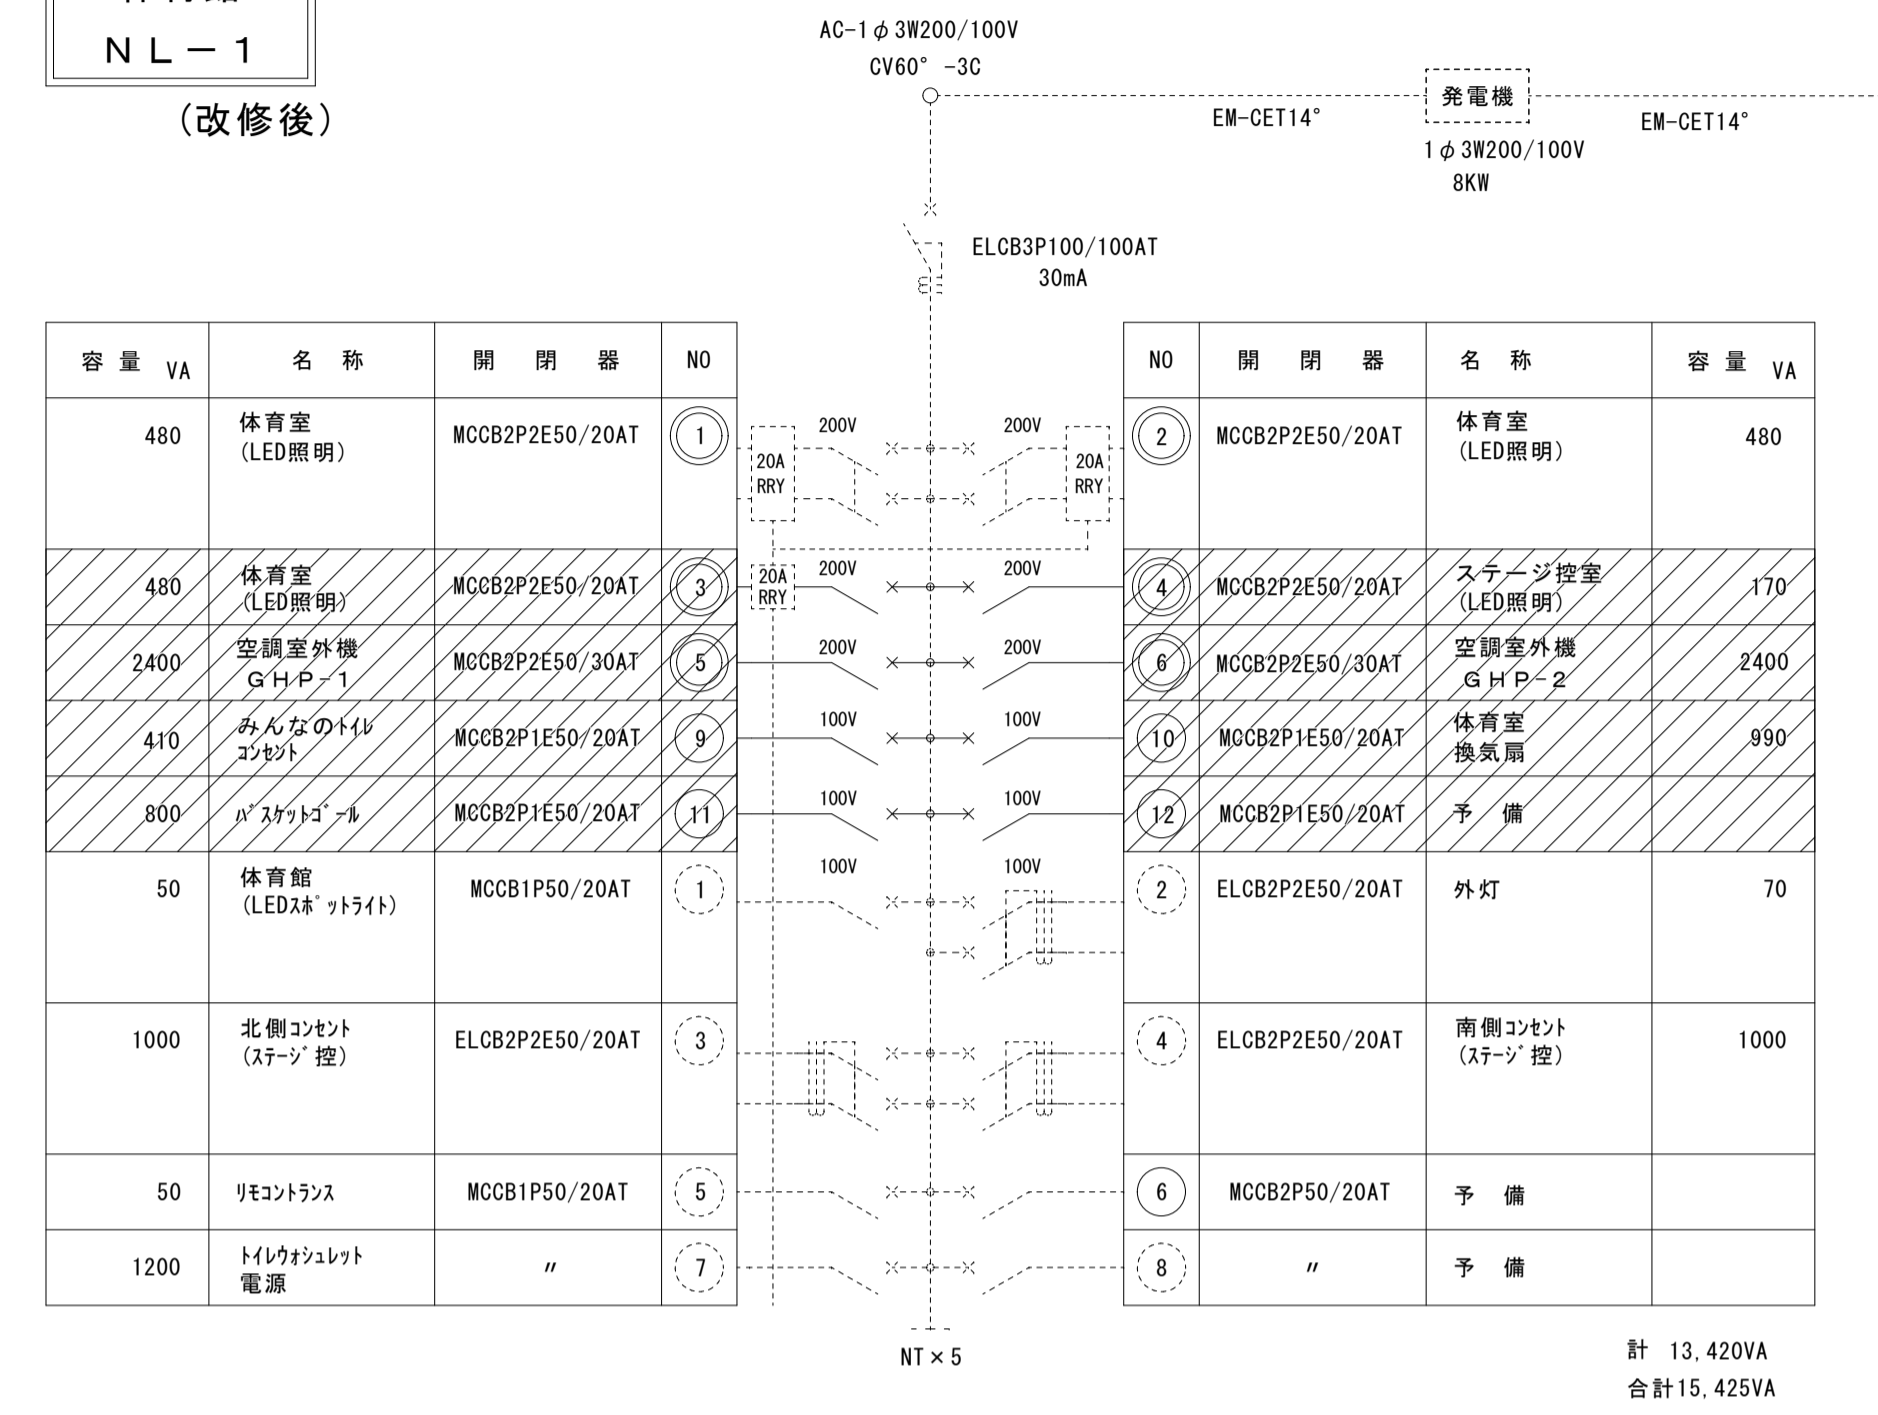 NL-1
(改修後)
AC-1φ3W200/100V
CV60° -3C
EM-CET14°
発電機
EM-CET14°
1φ3W200/100V
8KW
ELCB3P100/100AT
30mA
容量 VA 名称 開閉器 NO
480 体育室 MCCB2P2E50/20AT 1
(LED照明)
480 体育室 MCCB2P2E50/20AT 3
(LED照明)
2400 空調室外機 MCCB2P2E50/30AT 5
GHP-1
410 みんなのトイレ MCCB2P1E50/20AT 9
コンセント
800 バスケットゴール MCCB2P1E50/20AT 11
50 体育館 MCCB1P50/20AT 1
(LEDスポットライト)
1000 北側コンセント ELCB2P2E50/20AT 3
(ステージ控)
50 リモコントランス MCCB1P50/20AT 5
1200 トイレウォシュレット 〃 7
電源
200V 200V
20A
RRY
20A
RRY
200V 200V
20A
RRY
200V 200V
100V 100V
100V 100V
100V 100V
NO 開閉器 名称 容量 VA
2 MCCB2P2E50/20AT 体育室 480
(LED照明)
4 MCCB2P2E50/20AT ステージ控室 170
(LED照明)
6 MCCB2P2E50/30AT 空調室外機 2400
GHP-2
10 MCCB2P1E50/20AT 体育室 990
換気扇
12 MCCB2P1E50/20AT 予備
2 ELCB2P2E50/20AT 外灯 70
4 ELCB2P2E50/20AT 南側コンセント 1000
(ステージ控)
6 MCCB2P50/20AT 予備
8 〃 予備
NT×5
計 13,420VA
合計15,425VA